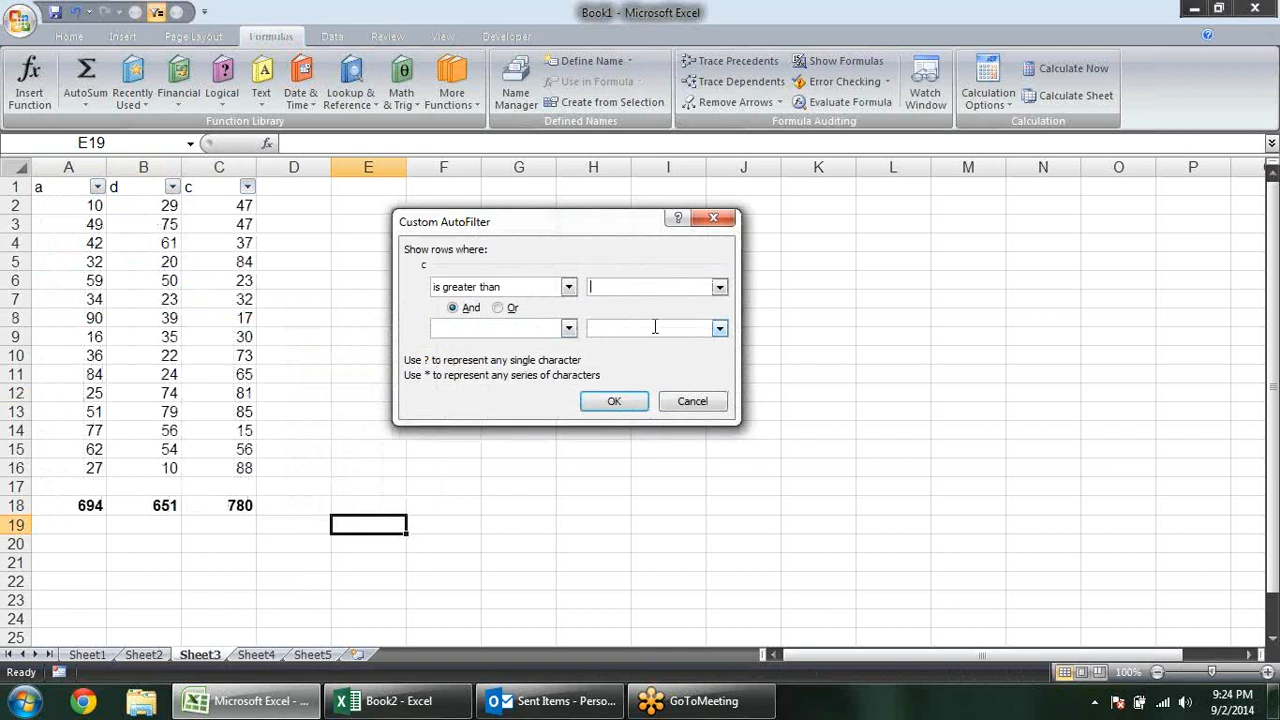 Book1 - Microsoft Excel
Home Insert Page Layout Formulas Data Review View Developer
Insert Function
AutoSum
Recently Used
Financial
Logical
Text
Date & Time
Lookup & Reference
Math & Trig
More Functions
Function Library
Name Manager
Define Name
Use in Formula
Create from Selection
Defined Names
Trace Precedents
Trace Dependents
Remove Arrows
Show Formulas
Error Checking
Evaluate Formula
Formula Auditing
Watch Window
Calculation Options
Calculate Now
Calculate Sheet
Calculation
E19 fx
A B C D E F G H I J K L M N O P
1 a d c
2 10 29 47
3 49 75 47
4 42 61 37
5 32 20 84
6 59 50 23
7 34 23 32
8 90 39 17
9 16 35 30
10 36 22 73
11 84 24 65
12 25 74 81
13 51 79 85
14 77 56 15
15 62 54 56
16 27 10 88
17
18 694 651 780
19
20
21
22
23
24
25
Custom AutoFilter
Show rows where:
c
is greater than
And Or
Use ? to represent any single character
Use * to represent any series of characters
OK Cancel
Sheet1 Sheet2 Sheet3 Sheet4 Sheet5
Ready 100%
Microsoft Excel - ... Book2 - Excel Sent Items - Perso... GoToMeeting
9:24 PM
9/2/2014